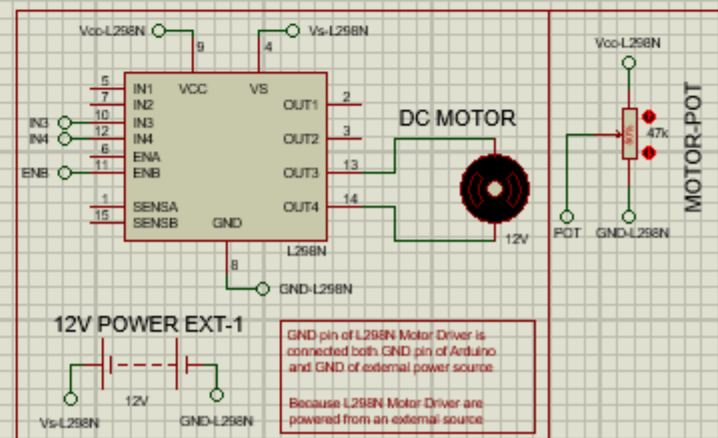 Vcc-L298N
Vs-L298N
9
4
5
IN1
VCC
VS
7
IN2
OUT1
2
IN3
10
IN3
IN4
12
IN4
OUT2
3
6
ENA
ENB
11
ENB
OUT3
13
1
SENSA
OUT4
14
15
SENSB
GND
L298N
8
GND-L298N
DC MOTOR
12V
12V POWER EXT-1
12V
Vs-L298N
GND-L298N
GND pin of L298N Motor Driver is
connected both GND pin of Arduino
and GND of external power source
Because L298N Motor Driver are
powered from an external source
Vcc-L298N
47k
POT
GND-L298N
MOTOR-POT